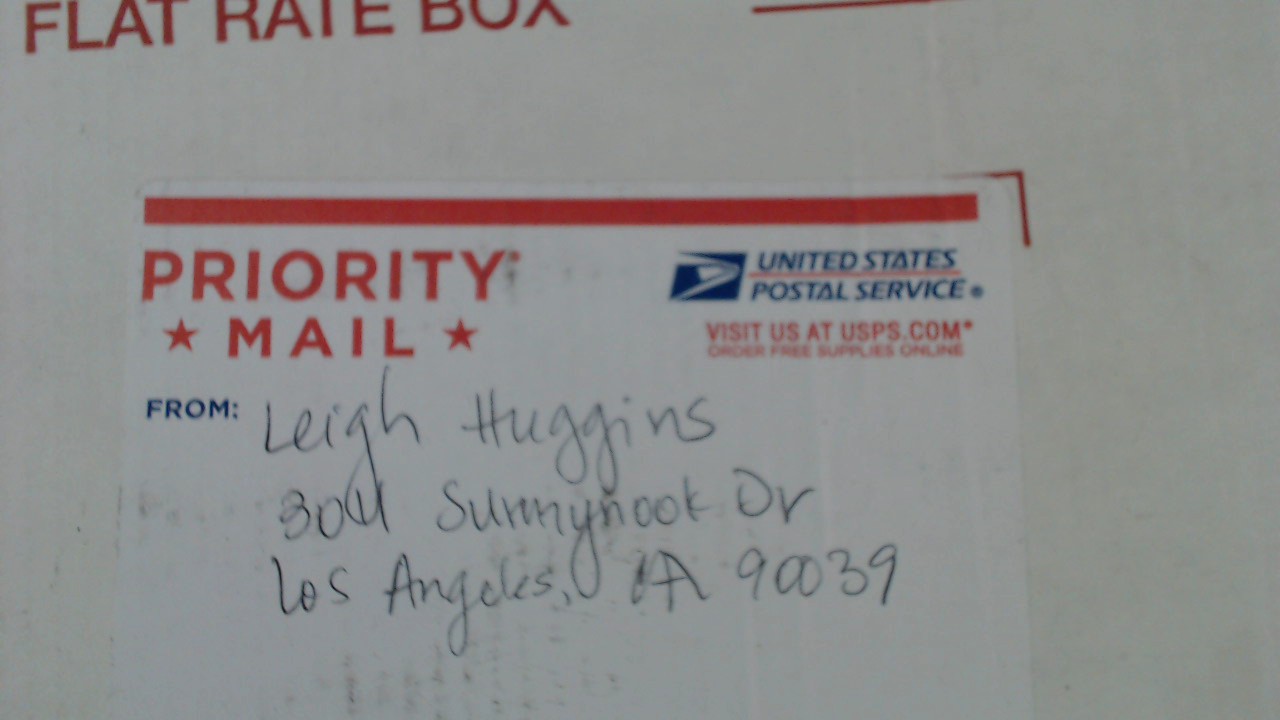 FLAT RATE BOX
PRIORITY®
★ MAIL ★
UNITED STATES
POSTAL SERVICE®
VISIT US AT USPS.COM®
ORDER FREE SUPPLIES ONLINE
FROM: Leigh Huggins
Sunnynook Dr
Los Angeles, CA 90039